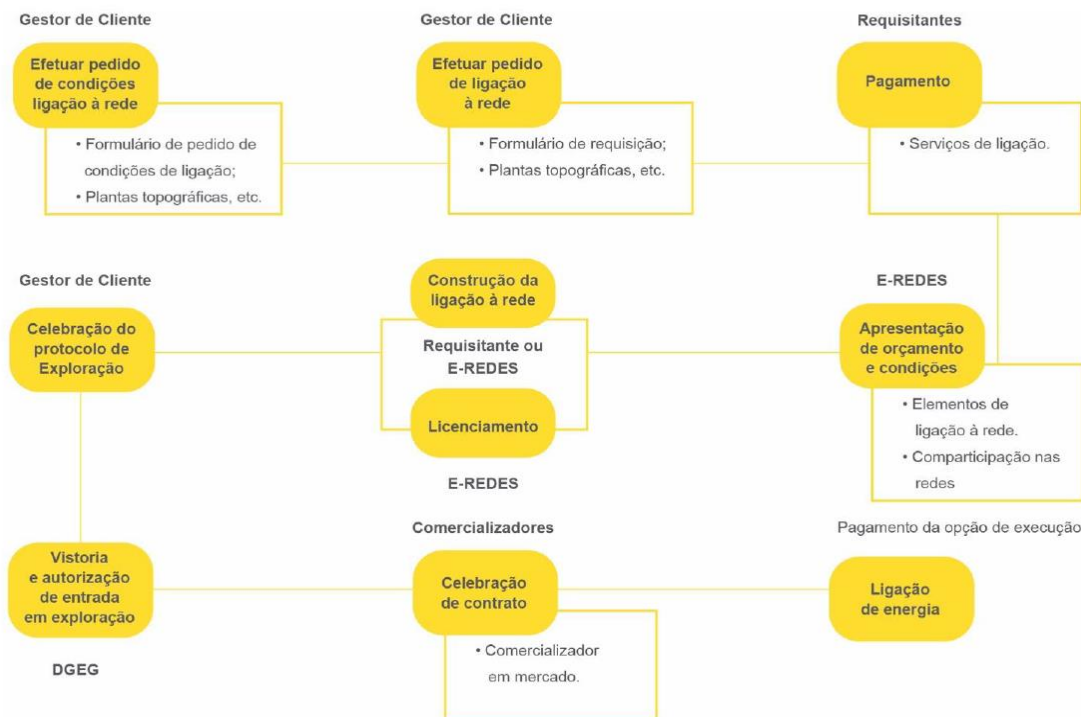 Gestor de Cliente
Efetuar pedido
de condições
ligação à rede
• Formulário de pedido de
condições de ligação;
• Plantas topográficas, etc.
Gestor de Cliente
Efetuar pedido
de ligação
à rede
• Formulário de requisição;
• Plantas topográficas, etc.
Requisitantes
Pagamento
• Serviços de ligação.
E-REDES
Apresentação
de orçamento
e condições
• Elementos de
ligação à rede.
• Comparticipação nas
redes
Pagamento da opção de execução
Construção da
ligação à rede
Requisitante ou
E-REDES
Licenciamento
E-REDES
Gestor de Cliente
Celebração do
protocolo de
Exploração
Vistoria
e autorização
de entrada
em exploração
DGEG
Comercializadores
Celebração
de contrato
• Comercializador
em mercado.
Ligação
de energia